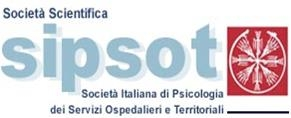 Società Scientifica
sipsot
Società Italiana di Psicologia
dei Servizi Ospedalieri e Territoriali